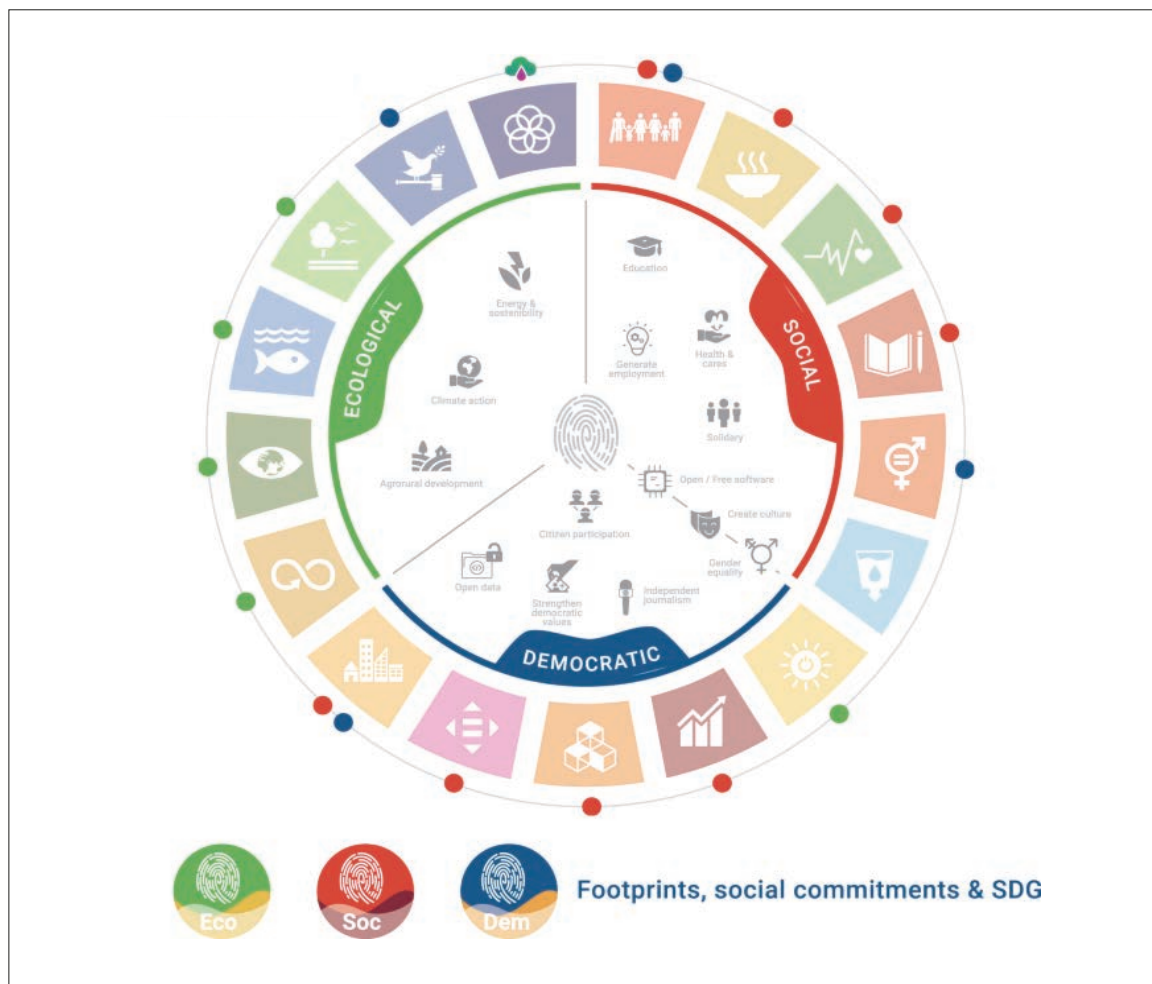 Energy &
sostenibility
Education
Generate
employment
Health &
cares
Climate action
Solidary
Agrorural development
Open / Free software
Create culture
Citizen participation
Gender
equality
Open data
Strengthen
democratic
values
Independent
journalism
ECOLOGICAL
SOCIAL
DEMOCRATIC
Eco
Soc
Dem
Footprints, social commitments & SDG